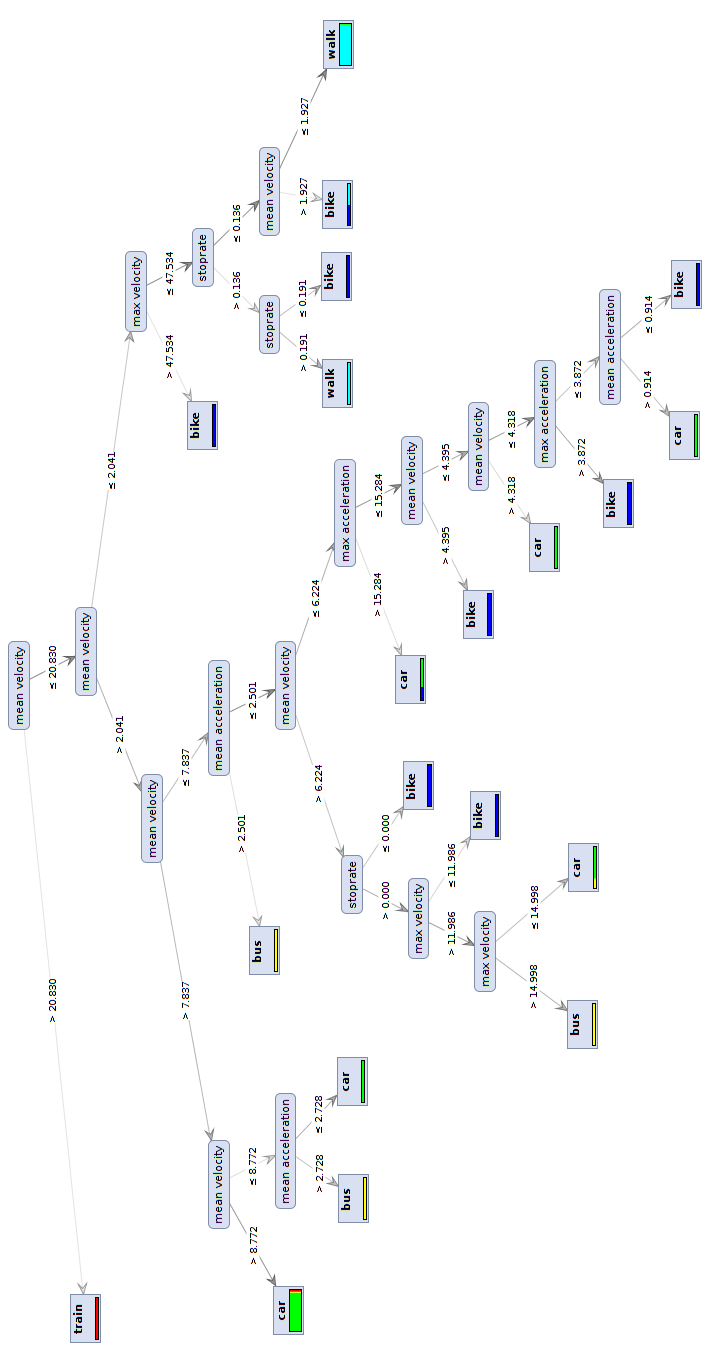 mean velocity
> 20.830
≤ 20.830
train
mean velocity
> 2.041
≤ 2.041
mean velocity
> 7.837
≤ 7.837
mean velocity
> 8.772
≤ 8.772
car
mean acceleration
> 2.728
≤ 2.728
bus
car
mean acceleration
> 2.501
≤ 2.501
bus
mean velocity
> 6.224
≤ 6.224
stoprate
> 0.000
≤ 0.000
max velocity
> 11.986
≤ 11.986
max velocity
> 14.998
≤ 14.998
bus
car
bike
bike
max acceleration
> 15.284
≤ 15.284
car
mean velocity
> 4.395
≤ 4.395
bike
mean velocity
> 4.318
≤ 4.318
car
max acceleration
> 3.872
≤ 3.872
bike
mean acceleration
> 0.914
≤ 0.914
car
bike
max velocity
> 47.534
≤ 47.534
bike
stoprate
> 0.136
≤ 0.136
stoprate
> 0.191
≤ 0.191
walk
bike
mean velocity
> 1.927
≤ 1.927
bike
walk